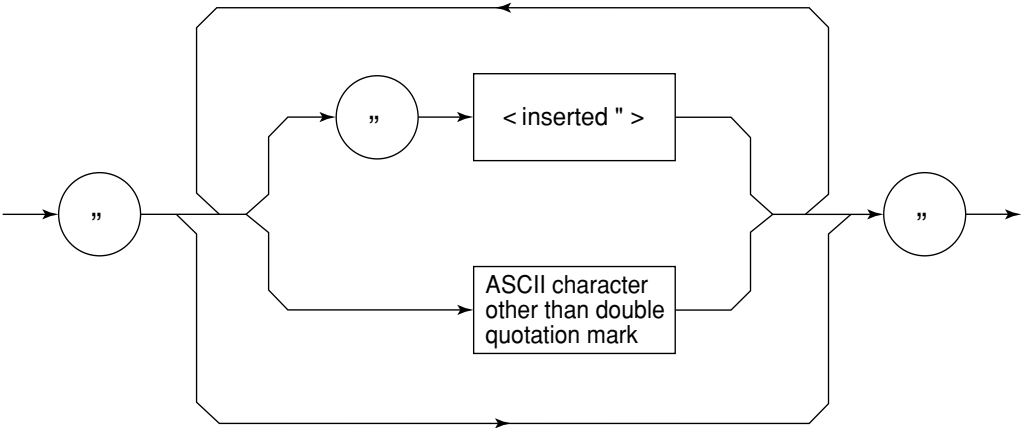 „
< inserted " >
„
„
ASCII character
other than double
quotation mark